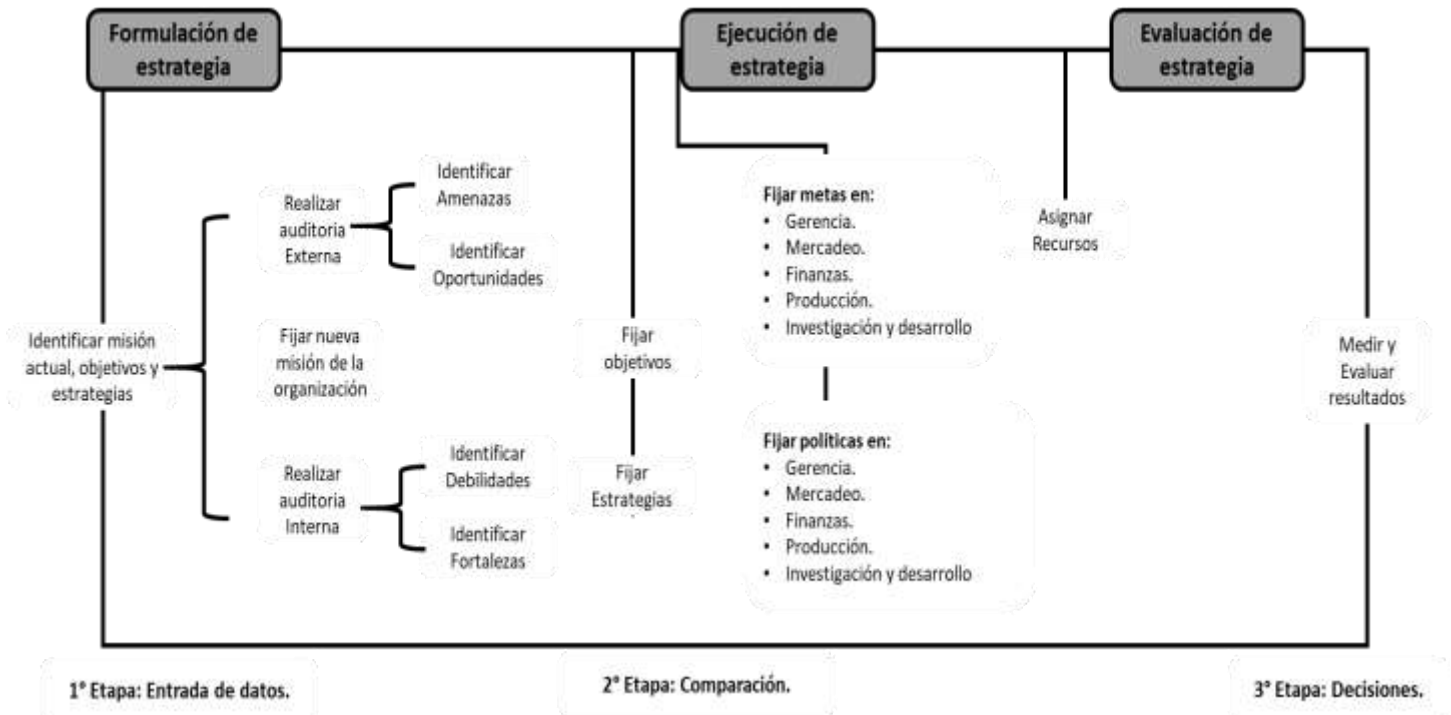 Formulación de
estrategia
Ejecución de
estrategia
Evaluación de
estrategia
Identificar misión
actual, objetivos y
estrategias
Realizar
auditoria
Externa
Identificar
Amenazas
Identificar
Oportunidades
Fijar nueva
misión de la
organización
Realizar
auditoria
Interna
Identificar
Debilidades
Identificar
Fortalezas
Fijar
objetivos
Fijar
Estrategias
Fijar metas en:
• Gerencia.
• Mercadeo.
• Finanzas.
• Producción.
• Investigación y desarrollo
Fijar políticas en:
• Gerencia.
• Mercadeo.
• Finanzas.
• Producción.
• Investigación y desarrollo
Asignar
Recursos
Medir y
Evaluar
resultados
1° Etapa: Entrada de datos.
2° Etapa: Comparación.
3° Etapa: Decisiones.